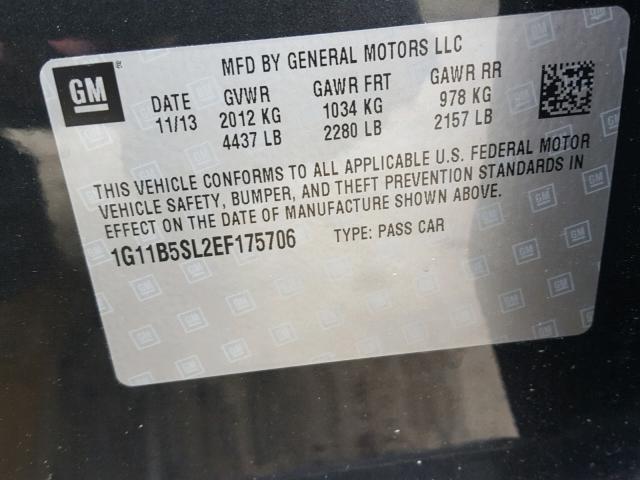 MFD BY GENERAL MOTORS LLC
GM
DATE GVWR GAWR FRT GAWR RR
11/13 2012 KG 1034 KG 978 KG
4437 LB 2280 LB 2157 LB
THIS VEHICLE CONFORMS TO ALL APPLICABLE U.S. FEDERAL MOTOR
VEHICLE SAFETY, BUMPER, AND THEFT PREVENTION STANDARDS IN
EFFECT ON THE DATE OF MANUFACTURE SHOWN ABOVE.
1G11B5SL2EF175706 TYPE: PASS CAR